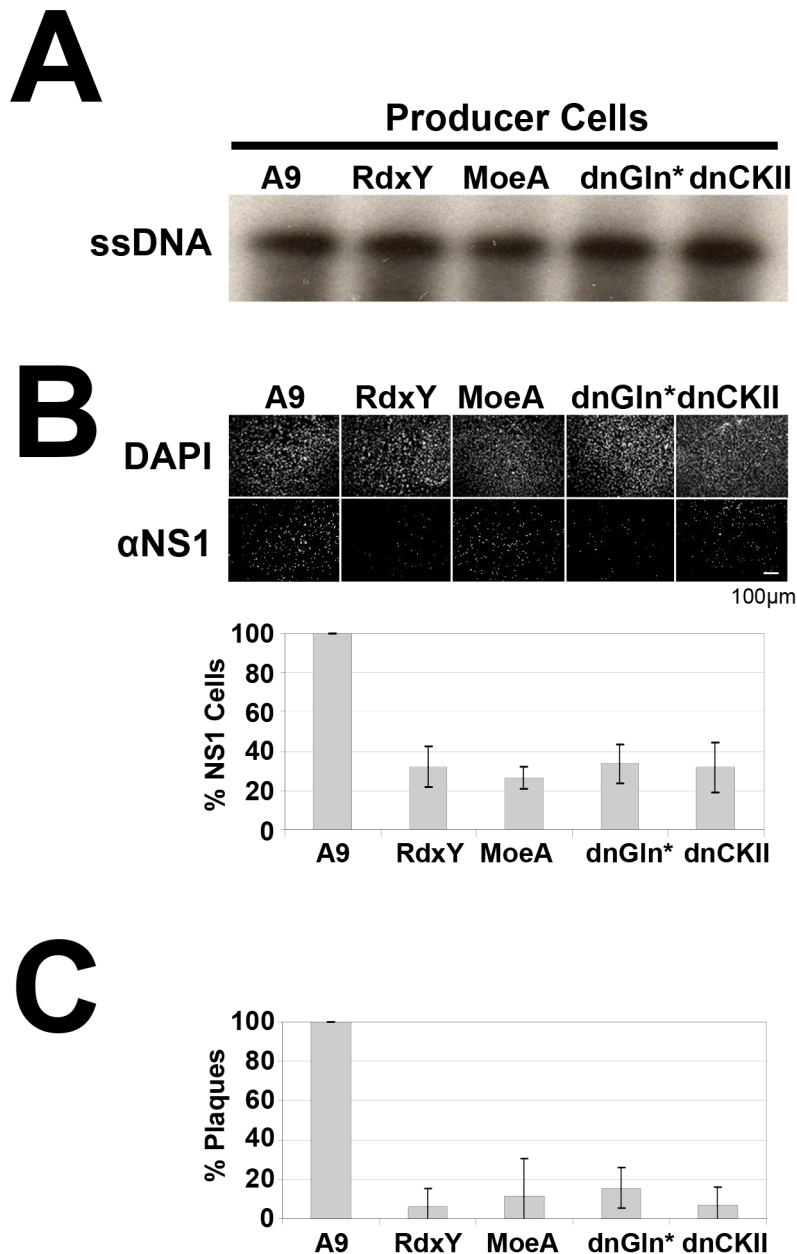 A
Producer Cells
A9 RdxY MoeA dnGln* dnCKII
ssDNA
B
A9 RdxY MoeA dnGln* dnCKII
DAPI
αNS1
100µm
100
80
60
40
20
0
% NS1 Cells
A9 RdxY MoeA dnGln* dnCKII
C
100
80
60
40
20
0
% Plaques
A9 RdxY MoeA dnGln* dnCKII